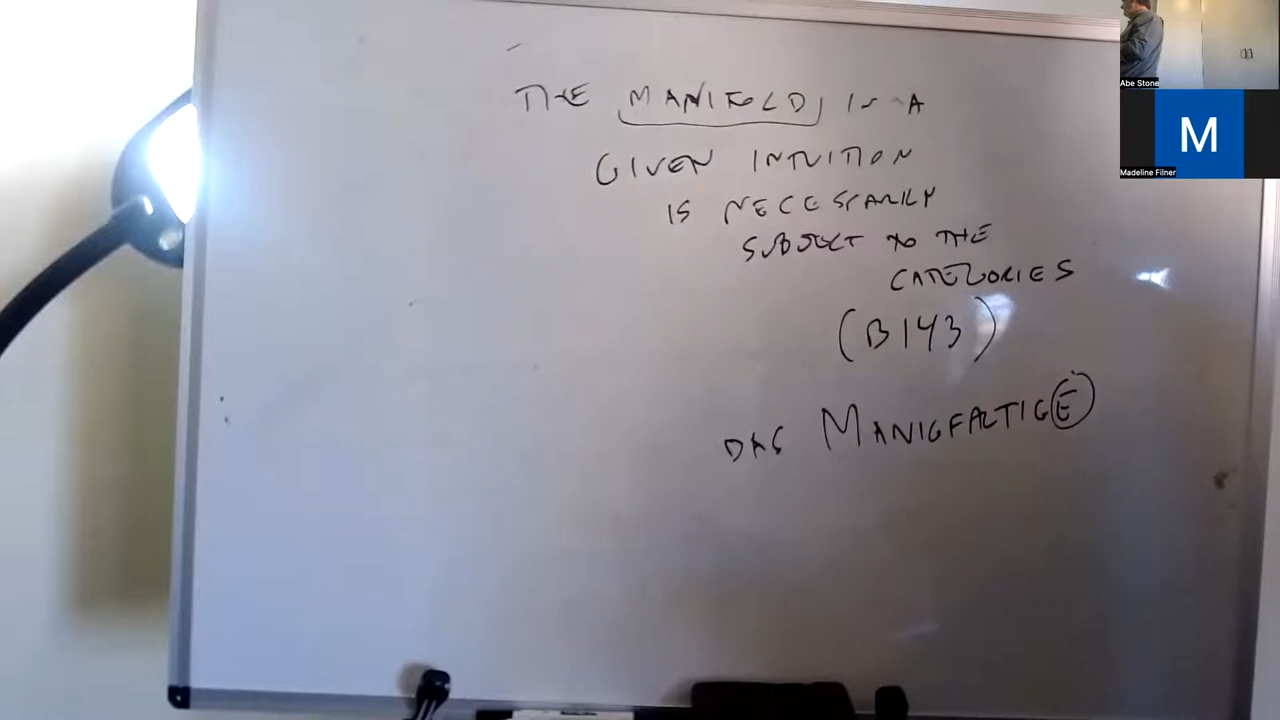 THE MANIFOLD IN A
GIVEN INTUITION
IS NECESSARILY
SUBJECT TO THE
CATEGORIES
(B143)
DAS MANIGFALTIGE
Abe Stone
M
Madeline Filner